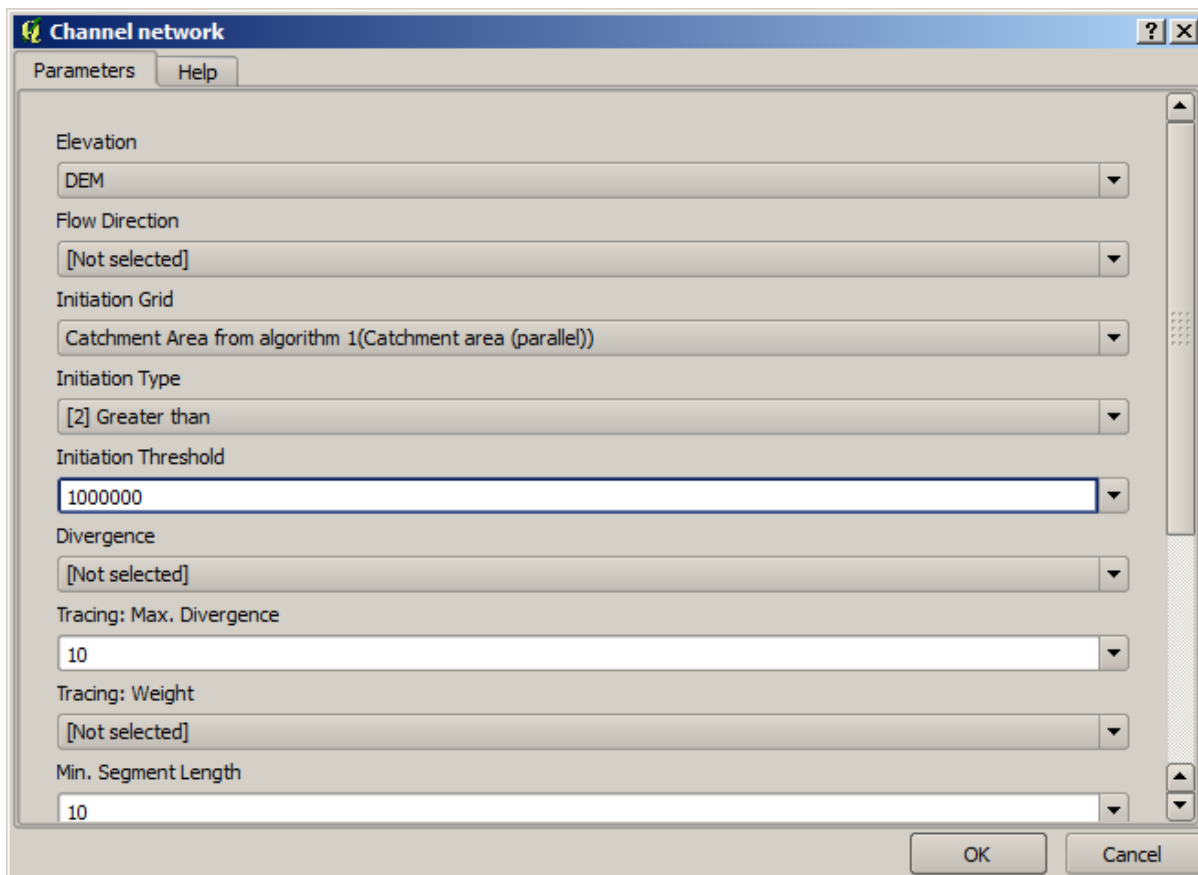 Channel network
Parameters
Help
Elevation
DEM
Flow Direction
[Not selected]
Initiation Grid
Catchment Area from algorithm 1(Catchment area (parallel))
Initiation Type
[2] Greater than
Initiation Threshold
1000000
Divergence
[Not selected]
Tracing: Max. Divergence
10
Tracing: Weight
[Not selected]
Min. Segment Length
10
OK
Cancel